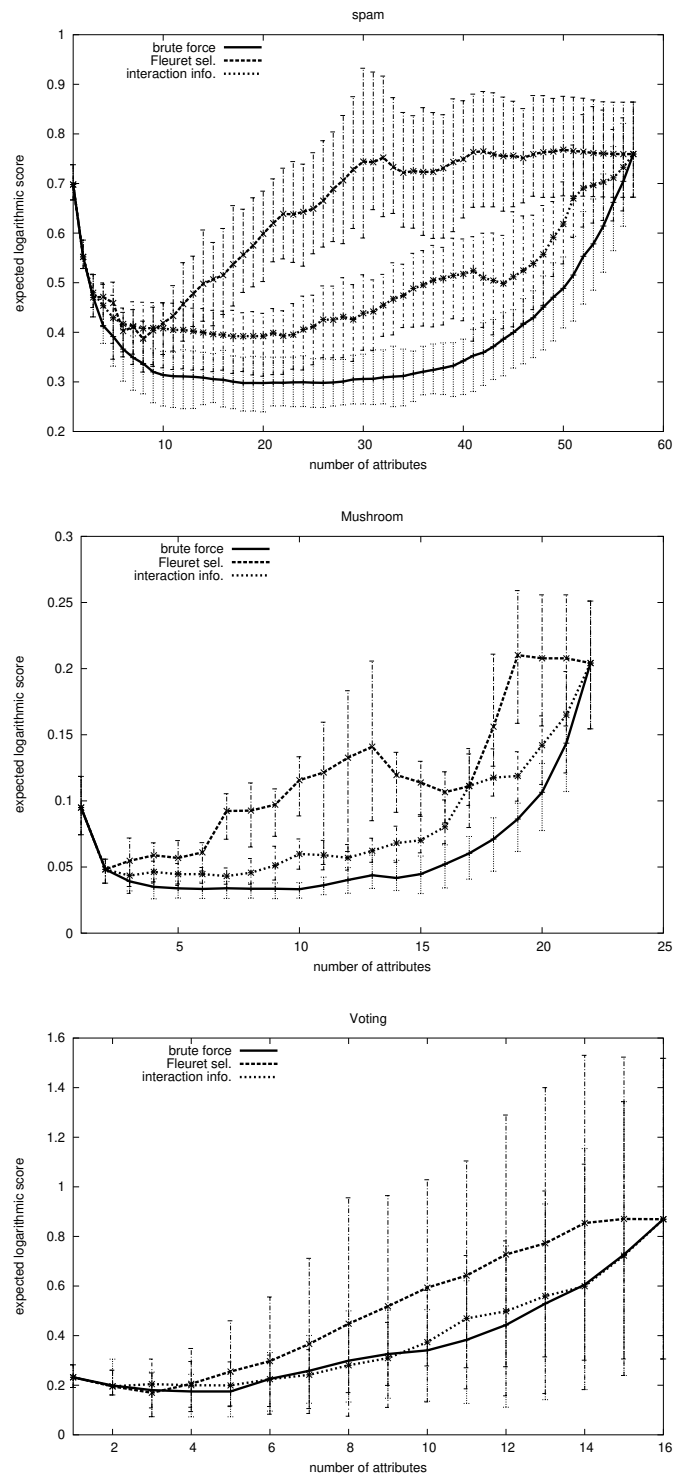 spam
1
0.9
0.8
0.7
0.6
0.5
0.4
0.3
0.2
expected logarithmic score
brute force
Fleuret sel.
interaction info.
10 20 30 40 50 60
number of attributes
Mushroom
0.3
0.25
0.2
0.15
0.1
0.05
0
expected logarithmic score
brute force
Fleuret sel.
interaction info.
5 10 15 20 25
number of attributes
Voting
1.6
1.4
1.2
1
0.8
0.6
0.4
0.2
0
expected logarithmic score
brute force
Fleuret sel.
interaction info.
2 4 6 8 10 12 14 16
number of attributes